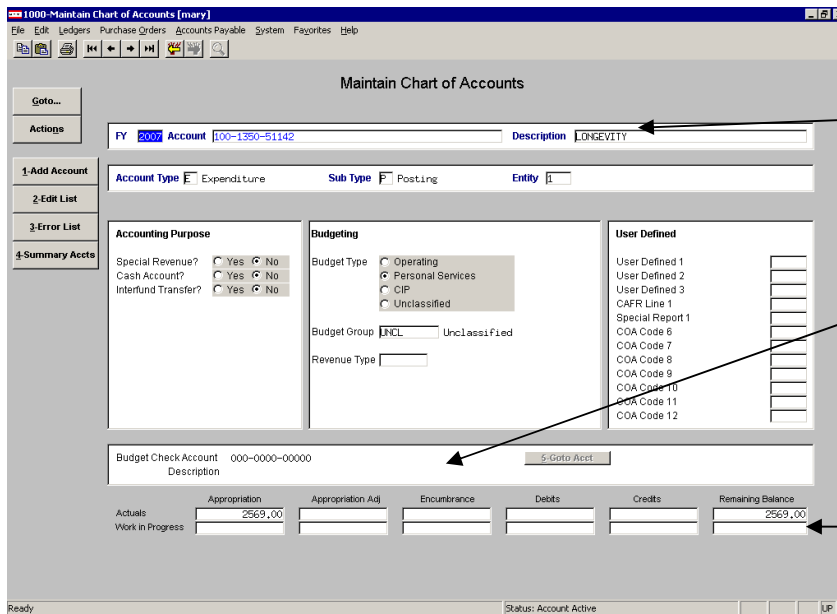 1000-Maintain Chart of Accounts [mary]
File Edit Ledgers Purchase Orders Accounts Payable System Favorites Help
Maintain Chart of Accounts
Goto...
Actions
1-Add Account
2-Edit List
3-Error List
4-Summary Accts
FY 2007 Account 100-1350-51142 Description LONGEVITY
Account Type E Expenditure Sub Type P Posting Entity 1
Accounting Purpose
Special Revenue? Yes No
Cash Account? Yes No
Interfund Transfer? Yes No
Budgeting
Budget Type Operating
Personal Services
CIP
Unclassified
Budget Group UNCL Unclassified
Revenue Type
User Defined
User Defined 1
User Defined 2
User Defined 3
CAFR Line 1
Special Report 1
COA Code 6
COA Code 7
COA Code 8
COA Code 9
COA Code 10
COA Code 11
COA Code 12
Budget Check Account 000-0000-00000 5-Goto Acct
Description
Appropriation Appropriation Adj Encumbrance Debits Credits Remaining Balance
Actuals 2569.00 2569.00
Work in Progress
Ready Status: Account Active UP